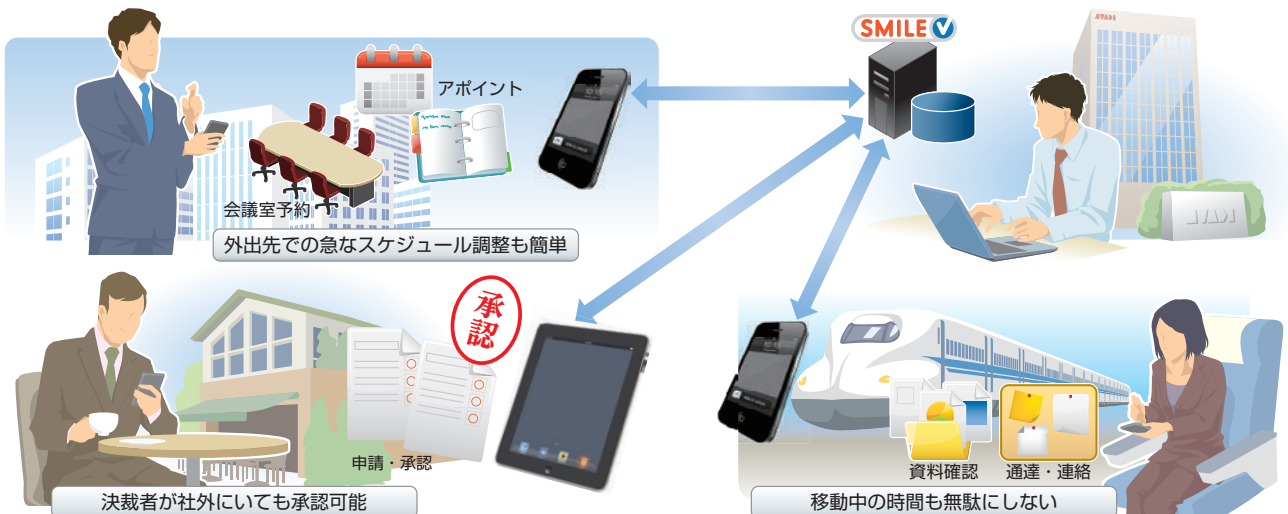 SMILE V
アポイント
会議室予約
外出先での急なスケジュール調整も簡単
承認
申請・承認
決裁者が社外にいても承認可能
資料確認
通達・連絡
移動中の時間も無駄にしない